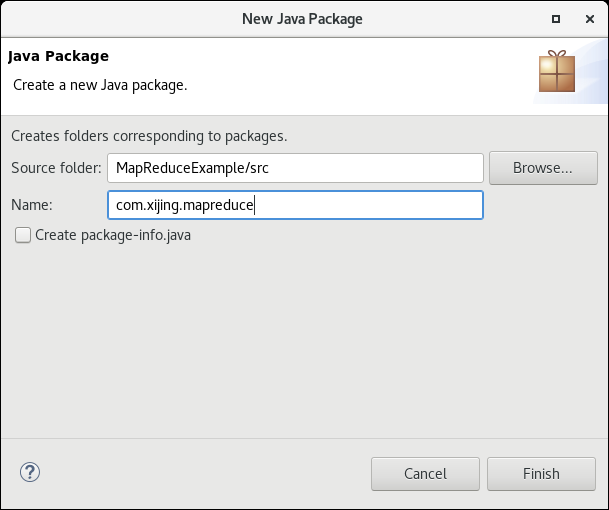 New Java Package
Java Package
Create a new Java package.
Creates folders corresponding to packages.
Source folder: MapReduceExample/src Browse...
Name: com.xijing.mapreduce
Create package-info.java
? Cancel Finish